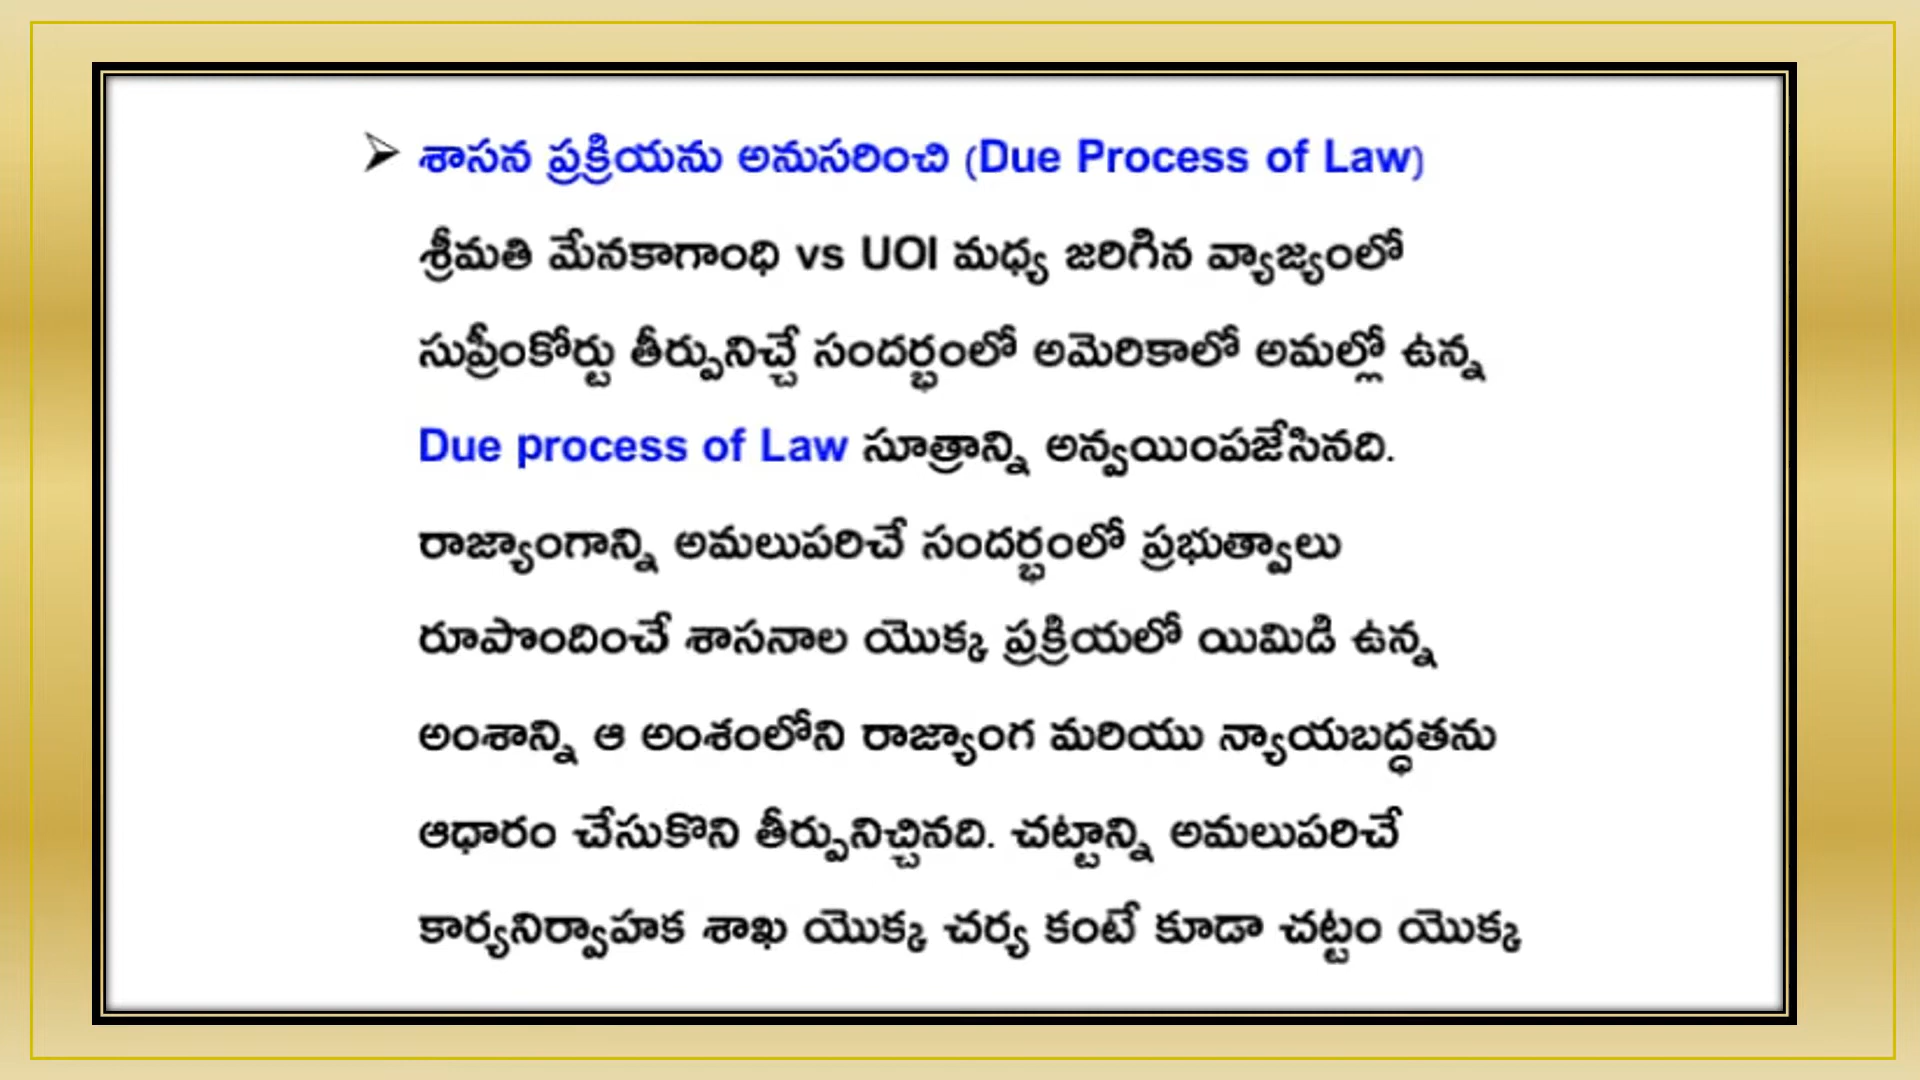 ➢ శాసన ప్రక్రియను అనుసరించి (Due Process of Law)
శ్రీమతి మేనకాగాంధి vs UOI మధ్య జరిగిన వ్యాజ్యంలో
సుప్రీంకోర్టు తీర్పునిచ్చే సందర్భంలో అమెరికాలో అమల్లో ఉన్న
Due process of Law సూత్రాన్ని అన్వయింపజేసినది.
రాజ్యాంగాన్ని అమలుపరిచే సందర్భంలో ప్రభుత్వాలు
రూపొందించే శాసనాల యొక్క ప్రక్రియలో యిమిడి ఉన్న
అంశాన్ని ఆ అంశంలోని రాజ్యాంగ మరియు న్యాయబద్ధతను
ఆధారం చేసుకొని తీర్పునిచ్చినది. చట్టాన్ని అమలుపరిచే
కార్యనిర్వాహక శాఖ యొక్క చర్య కంటే కూడా చట్టం యొక్క